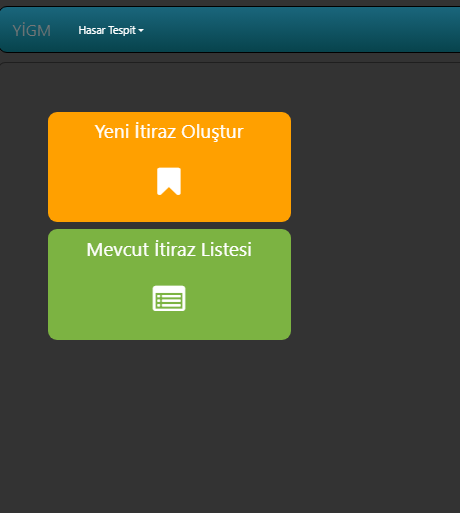 YİGM
Hasar Tespit
Yeni İtiraz Oluştur
Mevcut İtiraz Listesi